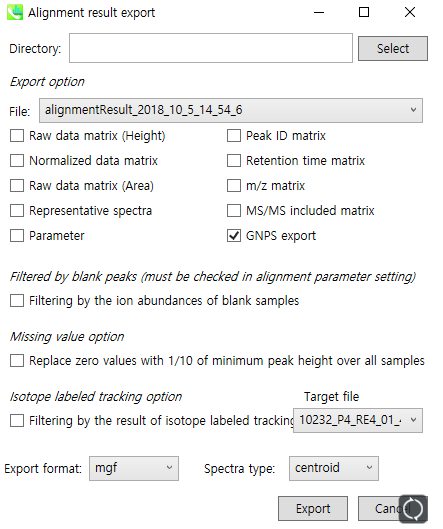 Alignment result export
Directory:
Select
Export option
File: alignmentResult_2018_10_5_14_54_6
Raw data matrix (Height)
Peak ID matrix
Normalized data matrix
Retention time matrix
Raw data matrix (Area)
m/z matrix
Representative spectra
MS/MS included matrix
Parameter
GNPS export
Filtered by blank peaks (must be checked in alignment parameter setting)
Filtering by the ion abundances of blank samples
Missing value option
Replace zero values with 1/10 of minimum peak height over all samples
Isotope labeled tracking option
Target file
Filtering by the result of isotope labeled tracking
10232_P4_RE4_01_
Export format: mgf
Spectra type: centroid
Export
Cancel